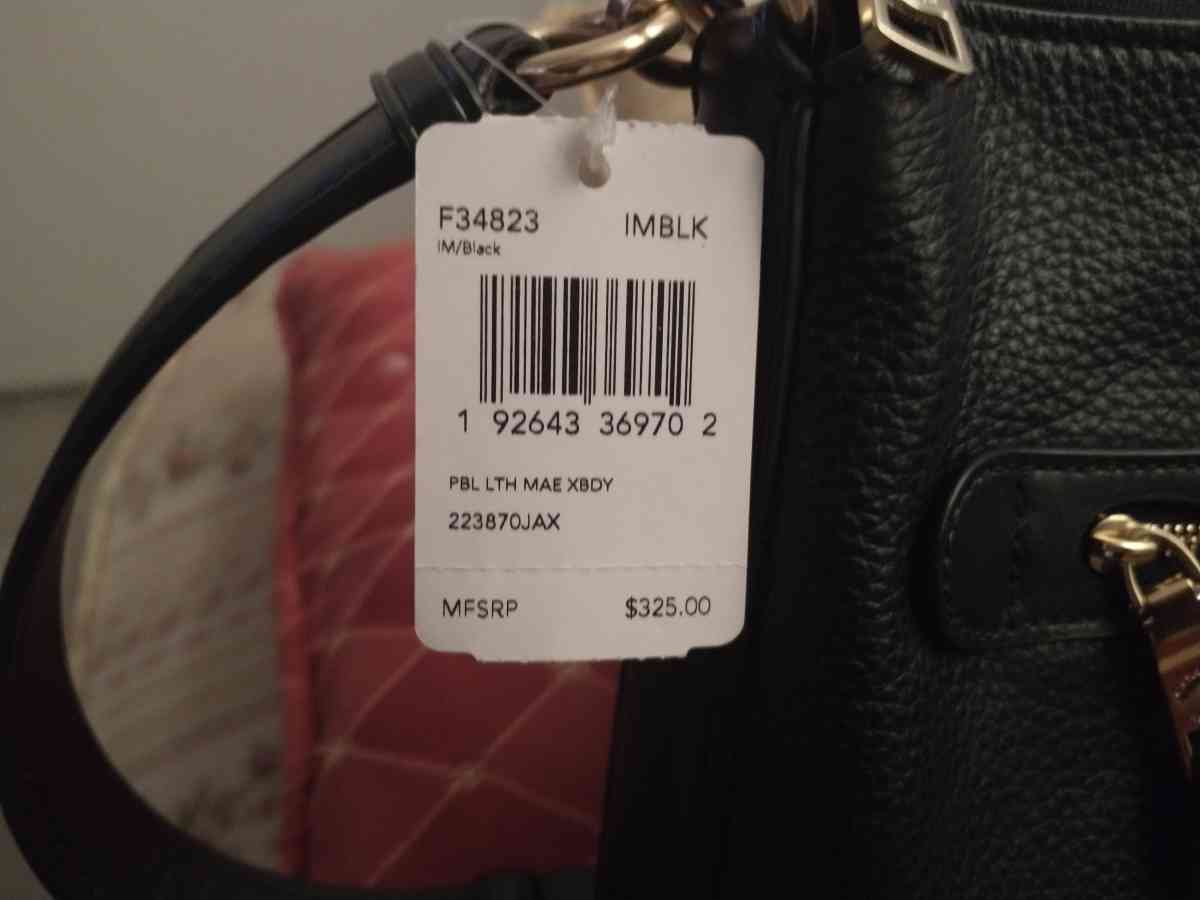 F34823 IMBLK
IM/Black
1 92643 36970 2
PBL LTH MAE XBDY
223870JAX
MFSRP $325.00